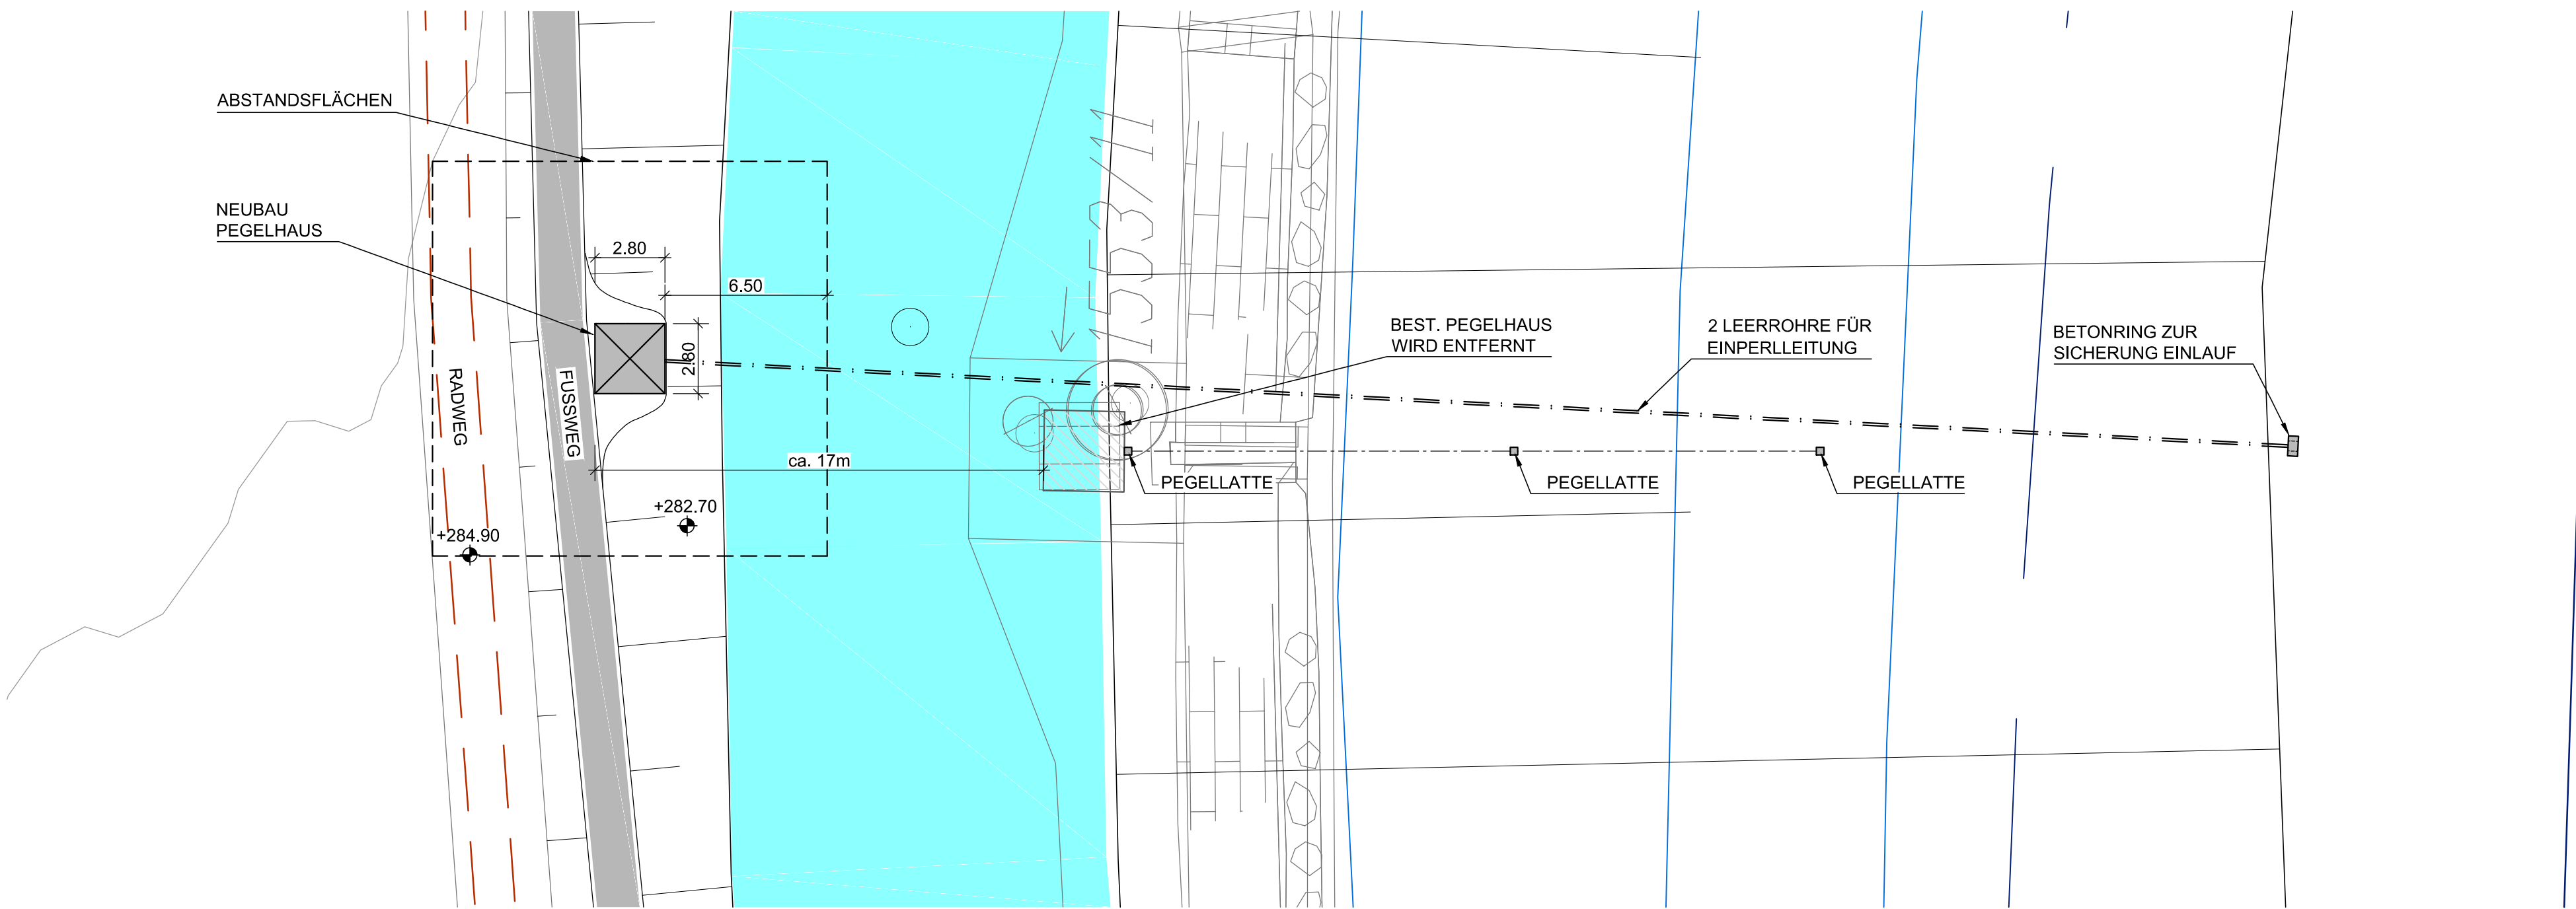 ABSTANDSFLÄCHEN
NEUBAU
PEGELHAUS
2.80
6.50
2.80
RADWEG
FUSSWEG
ca. 17m
+282.70
+284.90
BEST. PEGELHAUS
WIRD ENTFERNT
2 LEERROHRE FÜR
EINPERLLEITUNG
BETONRING ZUR
SICHERUNG EINLAUF
PEGELLATTE
PEGELLATTE
PEGELLATTE